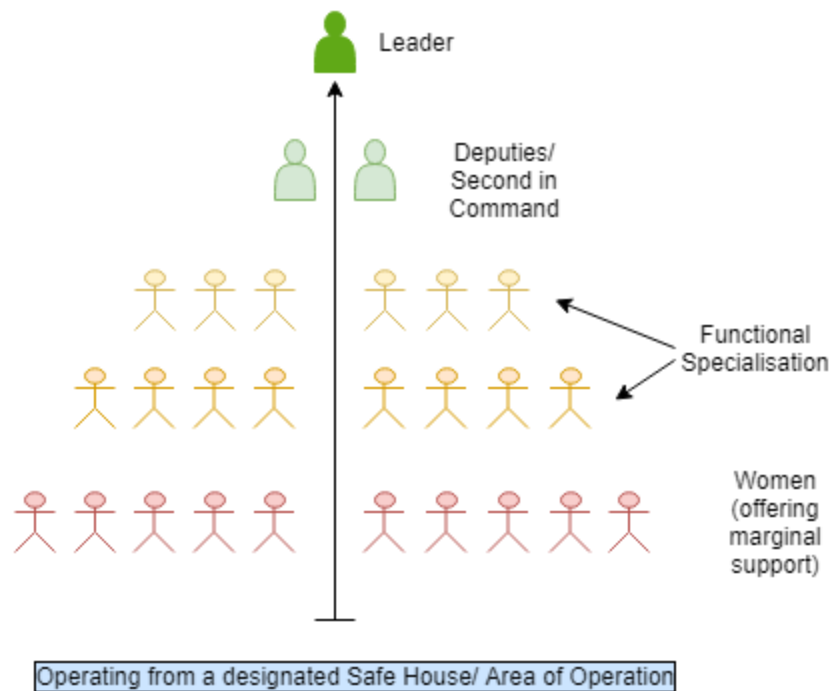 Leader
Deputies/
Second in
Command
Functional
Specialisation
Women
(offering
marginal
support)
Operating from a designated Safe House/ Area of Operation